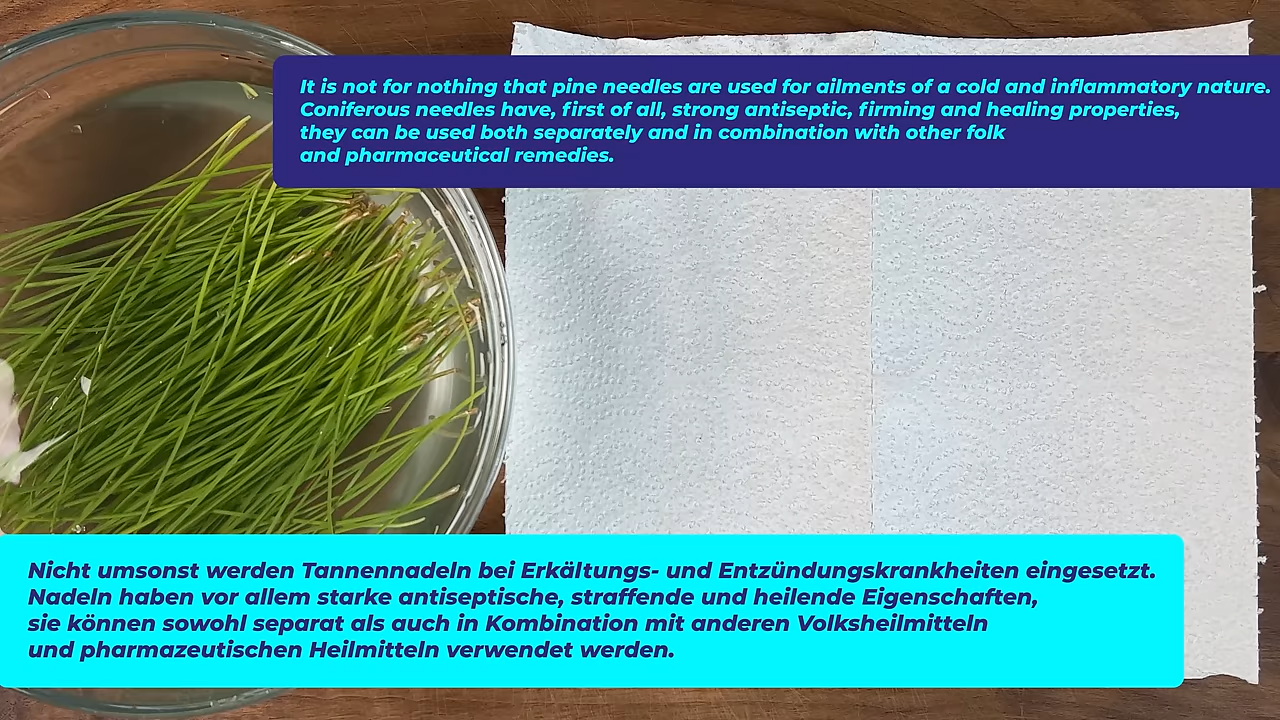 It is not for nothing that pine needles are used for ailments of a cold and inflammatory nature.
Coniferous needles have, first of all, strong antiseptic, firming and healing properties,
they can be used both separately and in combination with other folk
and pharmaceutical remedies.
Nicht umsonst werden Tannennadeln bei Erkältungs- und Entzündungskrankheiten eingesetzt.
Nadeln haben vor allem starke antiseptische, straffende und heilende Eigenschaften,
sie können sowohl separat als auch in Kombination mit anderen Volksheilmitteln
und pharmazeutischen Heilmitteln verwendet werden.